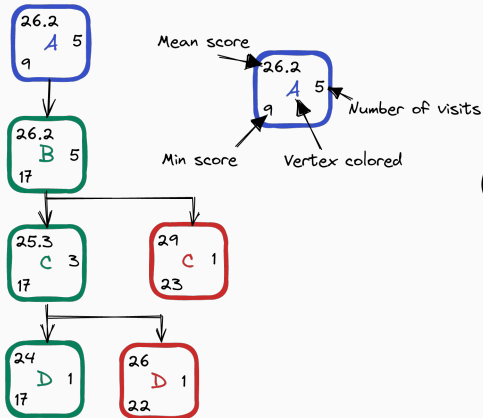 26.2
A 5
9
Mean score
26.2
A 5
9
Number of visits
Min score
Vertex colored
26.2
B 5
17
25.3
C 3
17
29
C 1
23
24
D 1
17
26
D 1
22